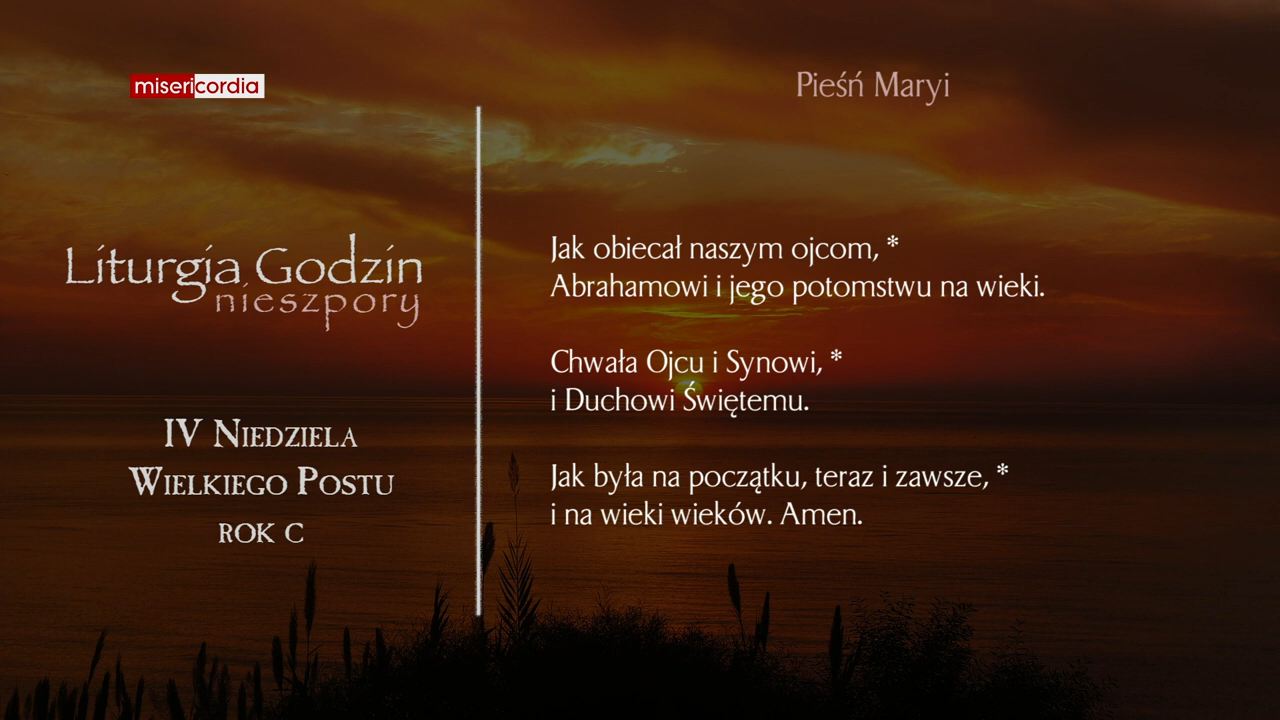 misericordia
Liturgia Godzin
nieszpory
IV Niedziela
Wielkiego Postu
rok C
Pieśń Maryi
Jak obiecał naszym ojcom, *
Abrahamowi i jego potomstwu na wieki.
Chwała Ojcu i Synowi, *
i Duchowi Świętemu.
Jak była na początku, teraz i zawsze, *
i na wieki wieków. Amen.